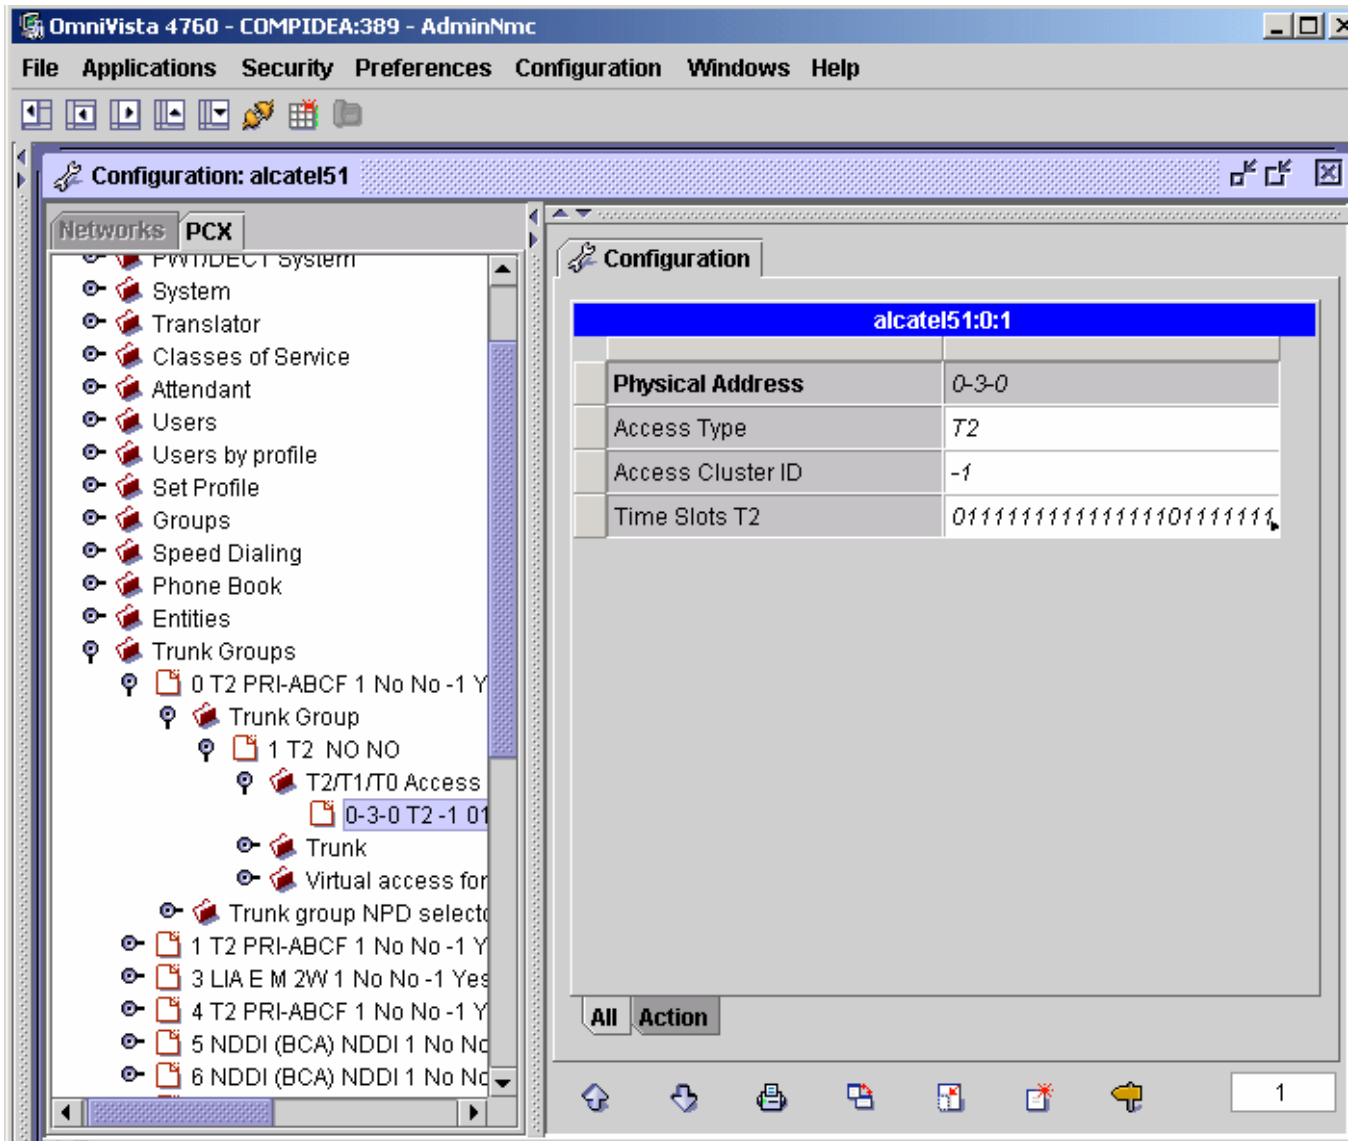 OmniVista 4760 - COMPIDEA:389 - AdminNmc
File Applications Security Preferences Configuration Windows Help
Configuration: alcatel51
Networks PCX
PWT/DECT System
System
Translator
Classes of Service
Attendant
Users
Users by profile
Set Profile
Groups
Speed Dialing
Phone Book
Entities
Trunk Groups
0 T2 PRI-ABCF 1 No No -1 Y
Trunk Group
1 T2 NO NO
T2/T1/T0 Access
0-3-0 T2 -1 01
Trunk
Virtual access for
Trunk group NPD selecto
1 T2 PRI-ABCF 1 No No -1 Y
3 LIA E M 2W 1 No No -1 Yes
4 T2 PRI-ABCF 1 No No -1 Y
5 NDDI (BCA) NDDI 1 No No
6 NDDI (BCA) NDDI 1 No No
Configuration
alcatel51:0:1
Physical Address 0-3-0
Access Type T2
Access Cluster ID -1
Time Slots T2 011111111111111101111111
All Action
1